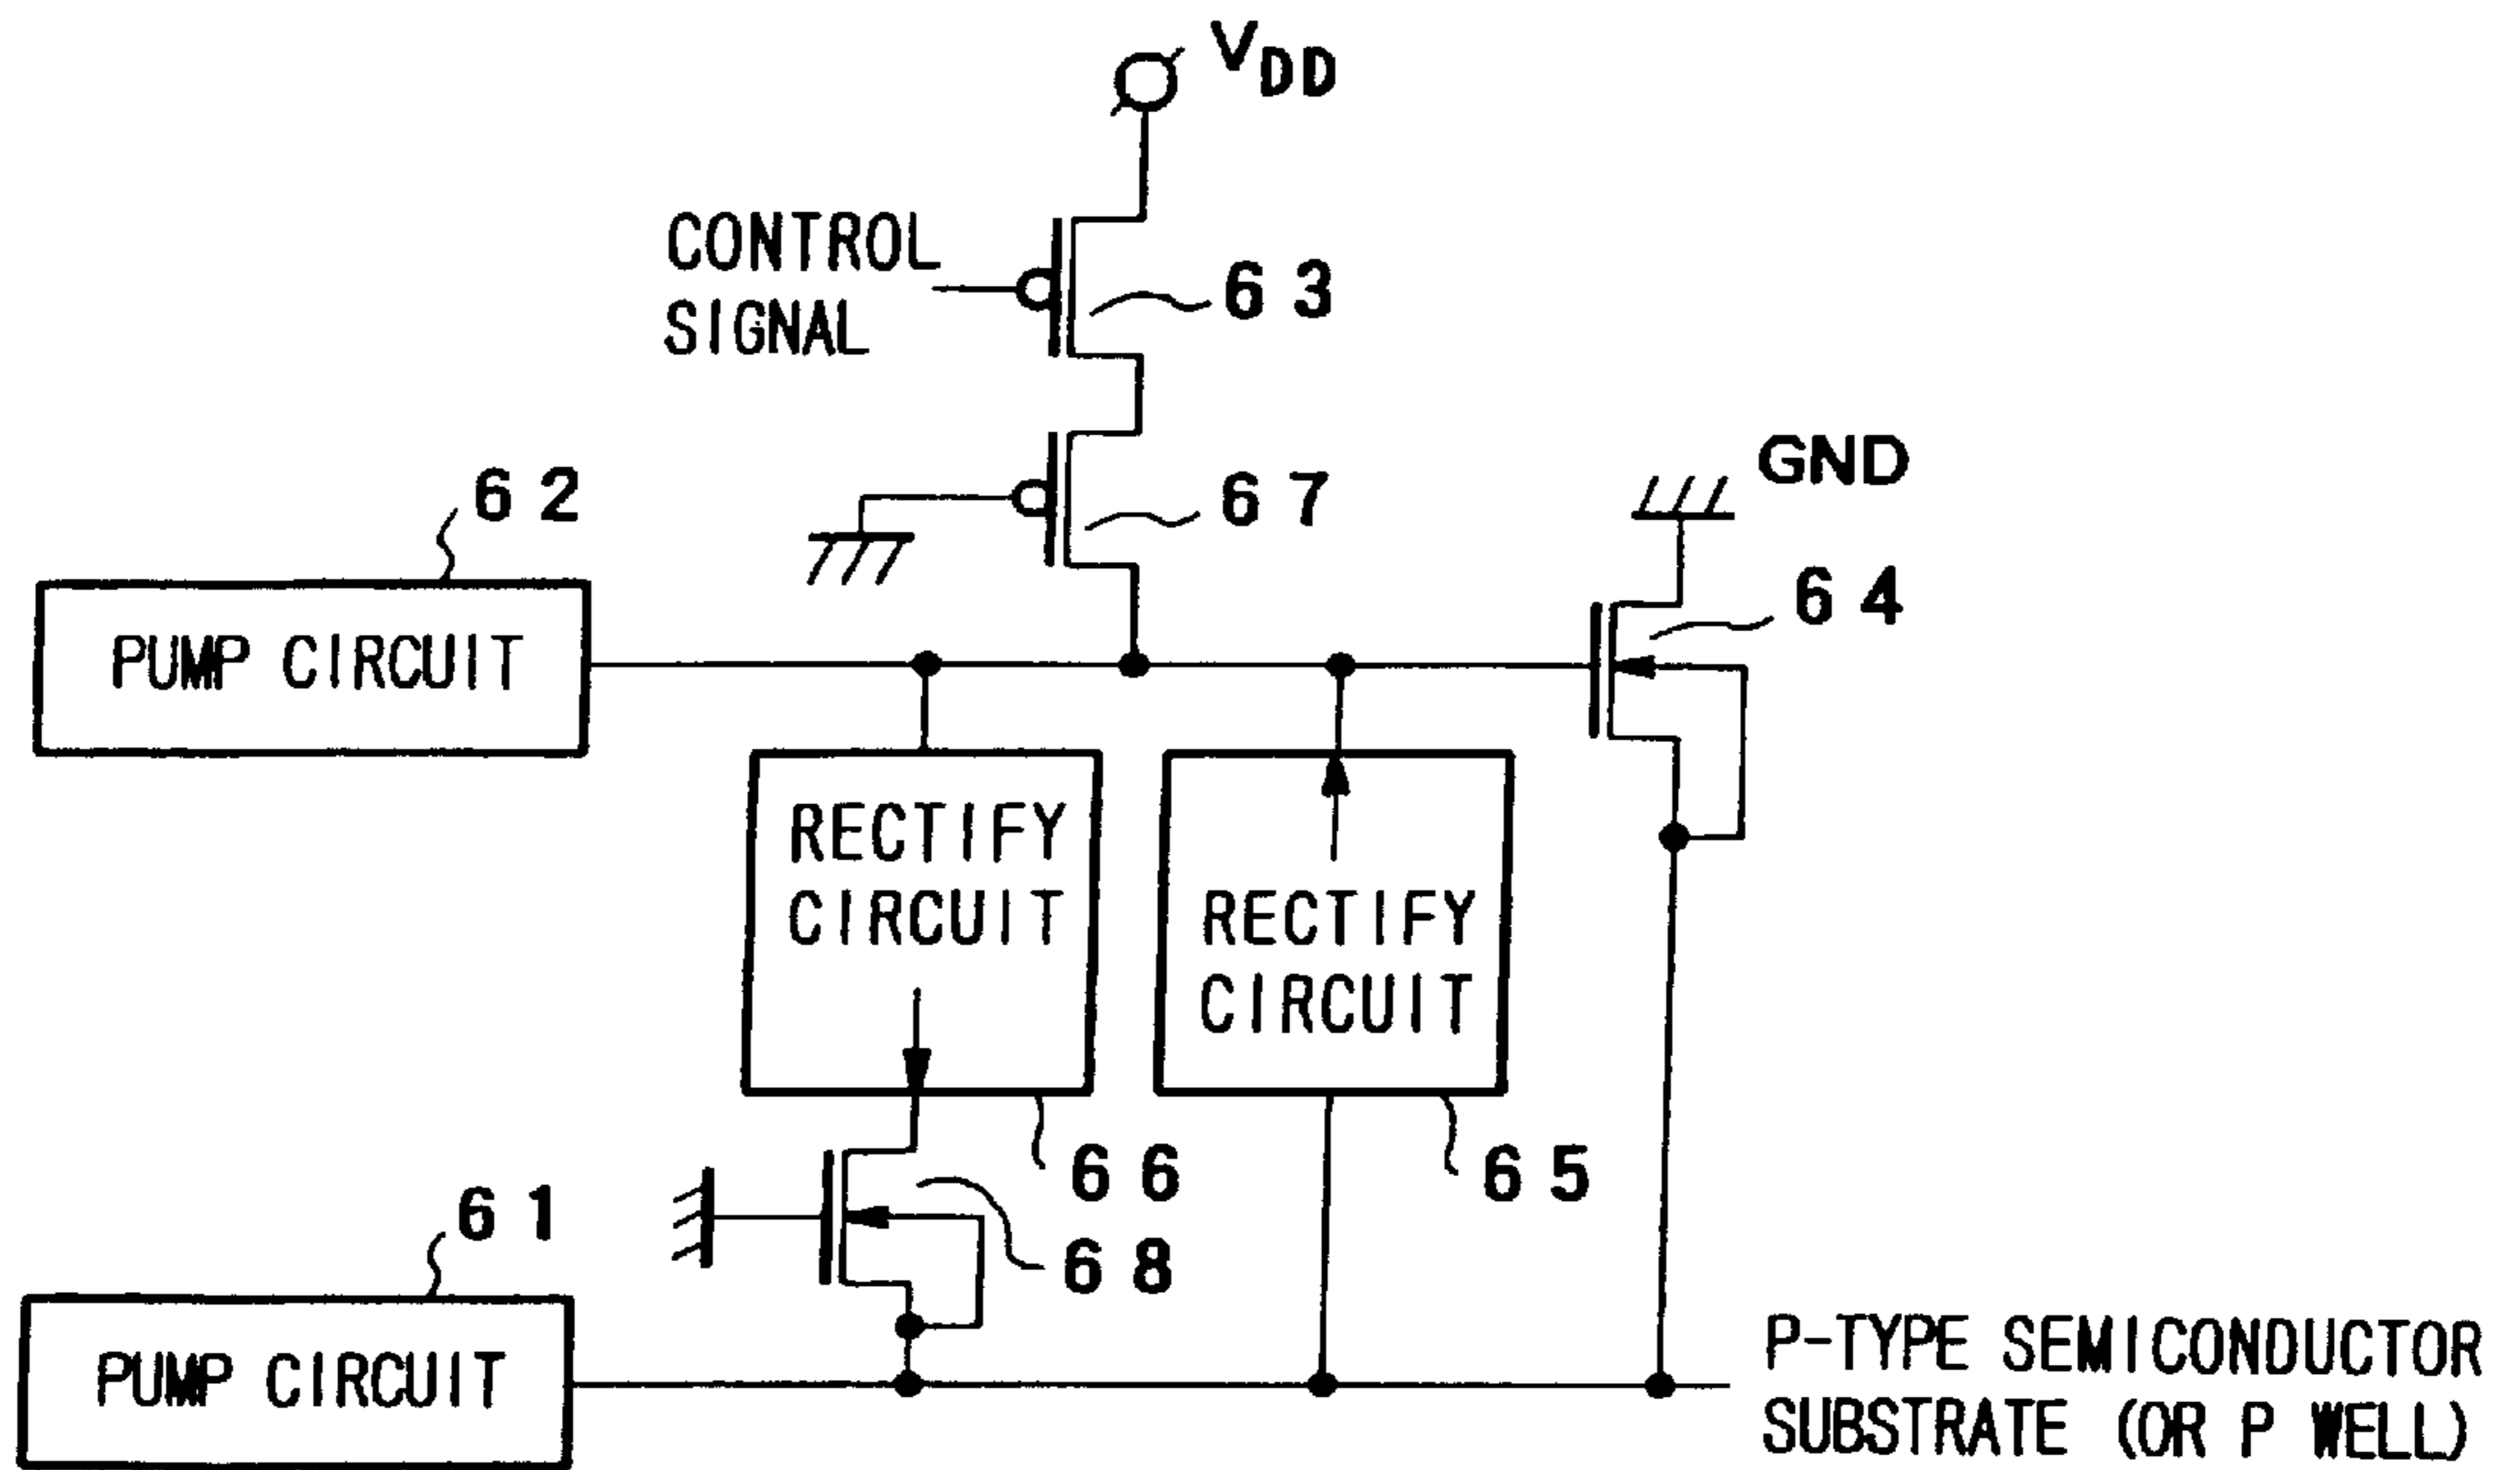 VDD
CONTROL
SIGNAL
63
GND
62
67
64
PUMP CIRCUIT
RECTIFY
CIRCUIT
RECTIFY
CIRCUIT
66
65
61
68
PUMP CIRCUIT
P-TYPE SEMICONDUCTOR
SUBSTRATE (OR P WELL)